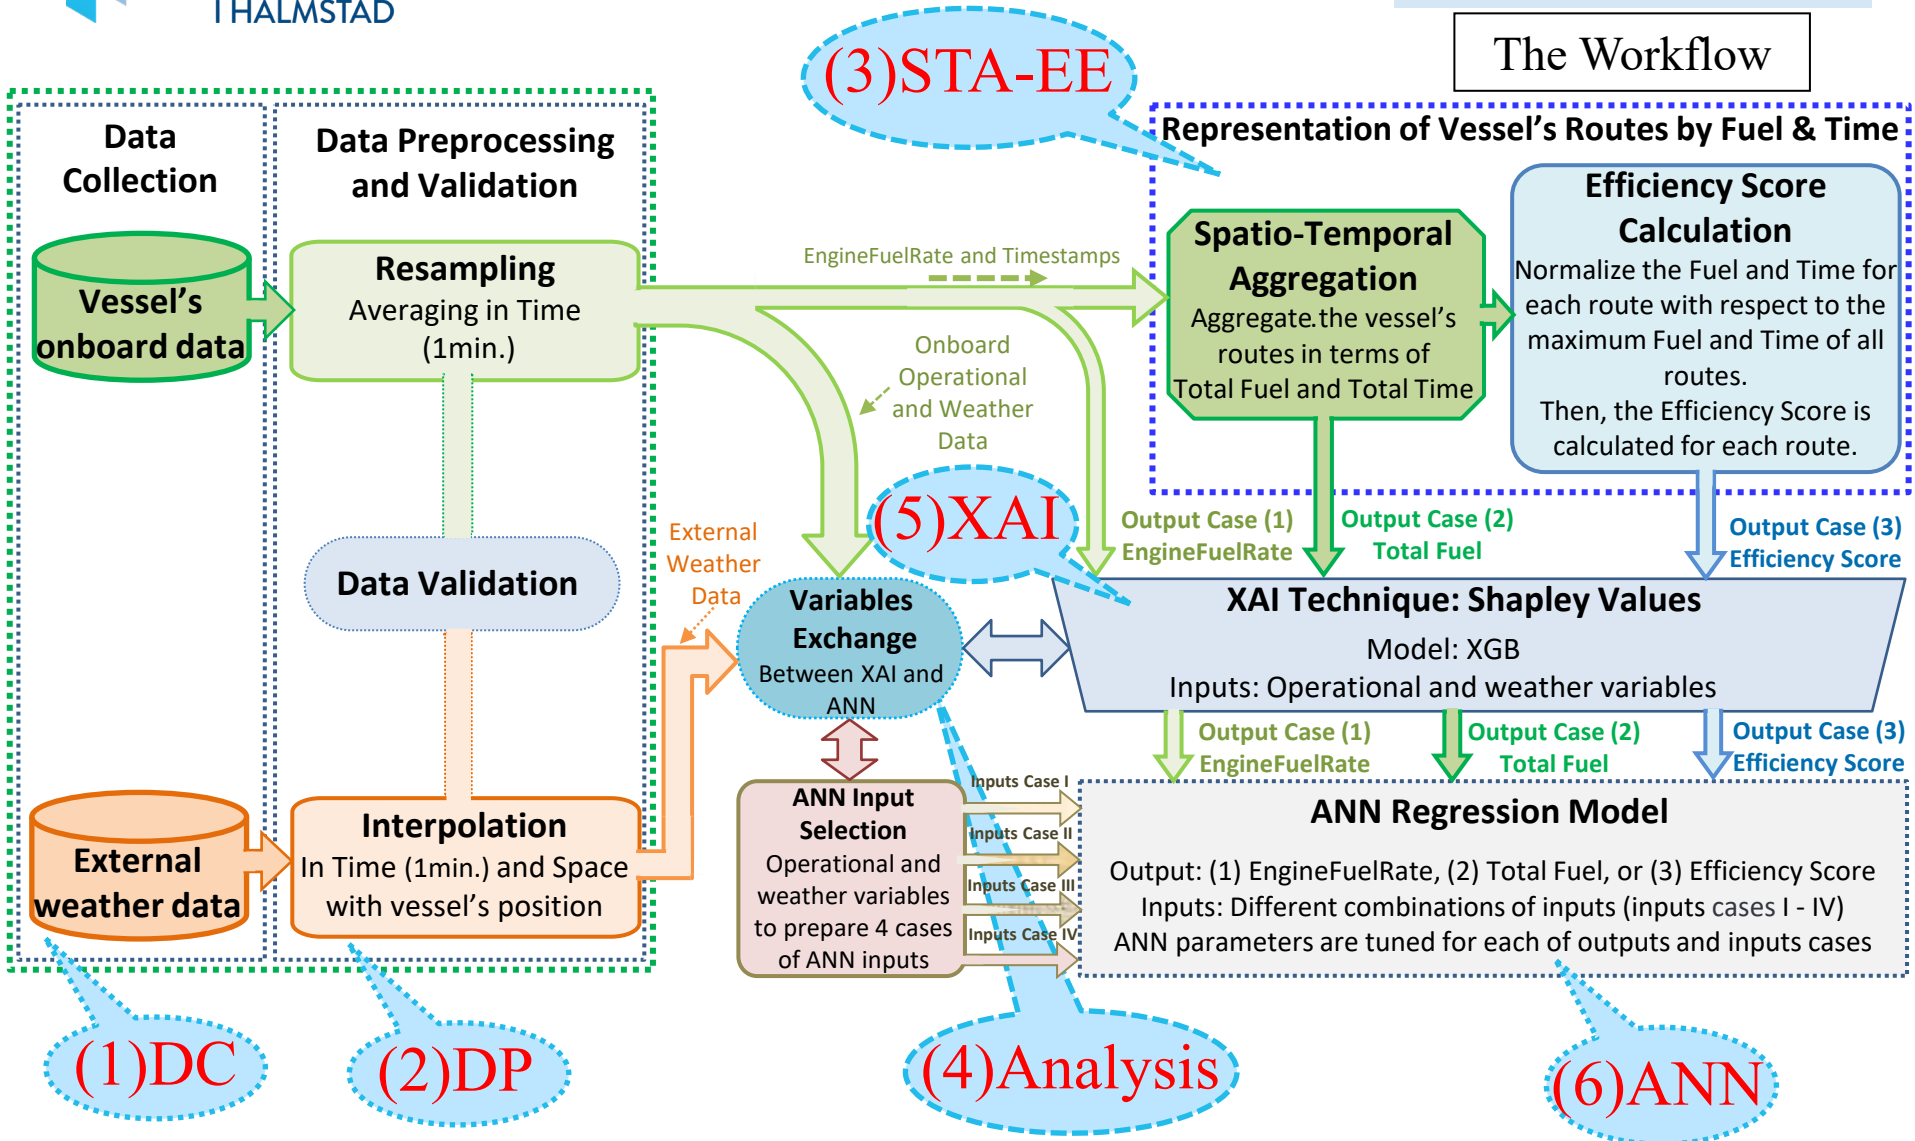 I HALMSTAD
The Workflow
(3)STA-EE
Data
Collection
Data Preprocessing
and Validation
Representation of Vessel's Routes by Fuel & Time
Vessel's
onboard data
Resampling
Averaging in Time
(1min.)
EngineFuelRate and Timestamps
Spatio-Temporal
Aggregation
Aggregate.the vessel's
routes in terms of
Total Fuel and Total Time
Efficiency Score
Calculation
Normalize the Fuel and Time for
each route with respect to the
maximum Fuel and Time of all
routes.
Then, the Efficiency Score is
calculated for each route.
Onboard
Operational
and Weather
Data
(5)XAI
Output Case (1)
EngineFuelRate
Output Case (2)
Total Fuel
Output Case (3)
Efficiency Score
External
Weather
Data
Data Validation
Variables
Exchange
Between XAI and
ANN
XAI Technique: Shapley Values
Model: XGB
Inputs: Operational and weather variables
Output Case (1)
EngineFuelRate
Output Case (2)
Total Fuel
Output Case (3)
Efficiency Score
External
weather data
Interpolation
In Time (1min.) and Space
with vessel's position
ANN Input
Selection
Operational and
weather variables
to prepare 4 cases
of ANN inputs
Inputs Case I
Inputs Case II
Inputs Case III
Inputs Case IV
ANN Regression Model
Output: (1) EngineFuelRate, (2) Total Fuel, or (3) Efficiency Score
Inputs: Different combinations of inputs (inputs cases I - IV)
ANN parameters are tuned for each of outputs and inputs cases
(1)DC
(2)DP
(4)Analysis
(6)ANN